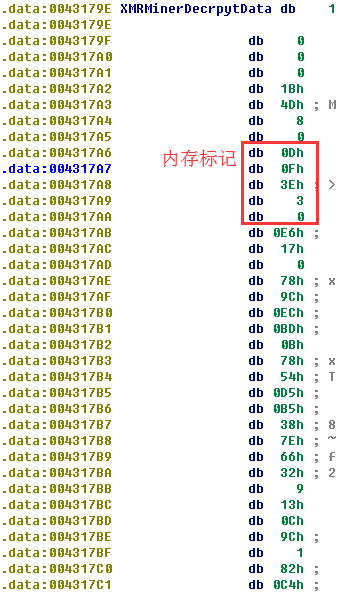 .data:0043179E XMRMinerDecrpytData db 1
.data:0043179E
.data:0043179F db 0
.data:004317A0 db 0
.data:004317A1 db 0
.data:004317A2 db 1Bh
.data:004317A3 db 4Dh ; M
.data:004317A4 db 8
.data:004317A5 db 0
内存标记
.data:004317A6 db 0Dh
.data:004317A7 db 0Fh
.data:004317A8 db 3Eh ; >
.data:004317A9 db 3
.data:004317AA db 0
.data:004317AB db 0E6h ;
.data:004317AC db 17h
.data:004317AD db 0
.data:004317AE db 78h ; x
.data:004317AF db 9Ch ;
.data:004317B0 db 0ECh ;
.data:004317B1 db 0BDh ;
.data:004317B2 db 0Bh
.data:004317B3 db 78h ; x
.data:004317B4 db 54h ; T
.data:004317B5 db 0D5h ;
.data:004317B6 db 0B5h ;
.data:004317B7 db 38h ; 8
.data:004317B8 db 7Eh ; ~
.data:004317B9 db 66h ; f
.data:004317BA db 32h ; 2
.data:004317BB db 9
.data:004317BC db 13h
.data:004317BD db 0Ch
.data:004317BE db 9Ch ;
.data:004317BF db 1
.data:004317C0 db 82h ;
.data:004317C1 db 0C4h ;